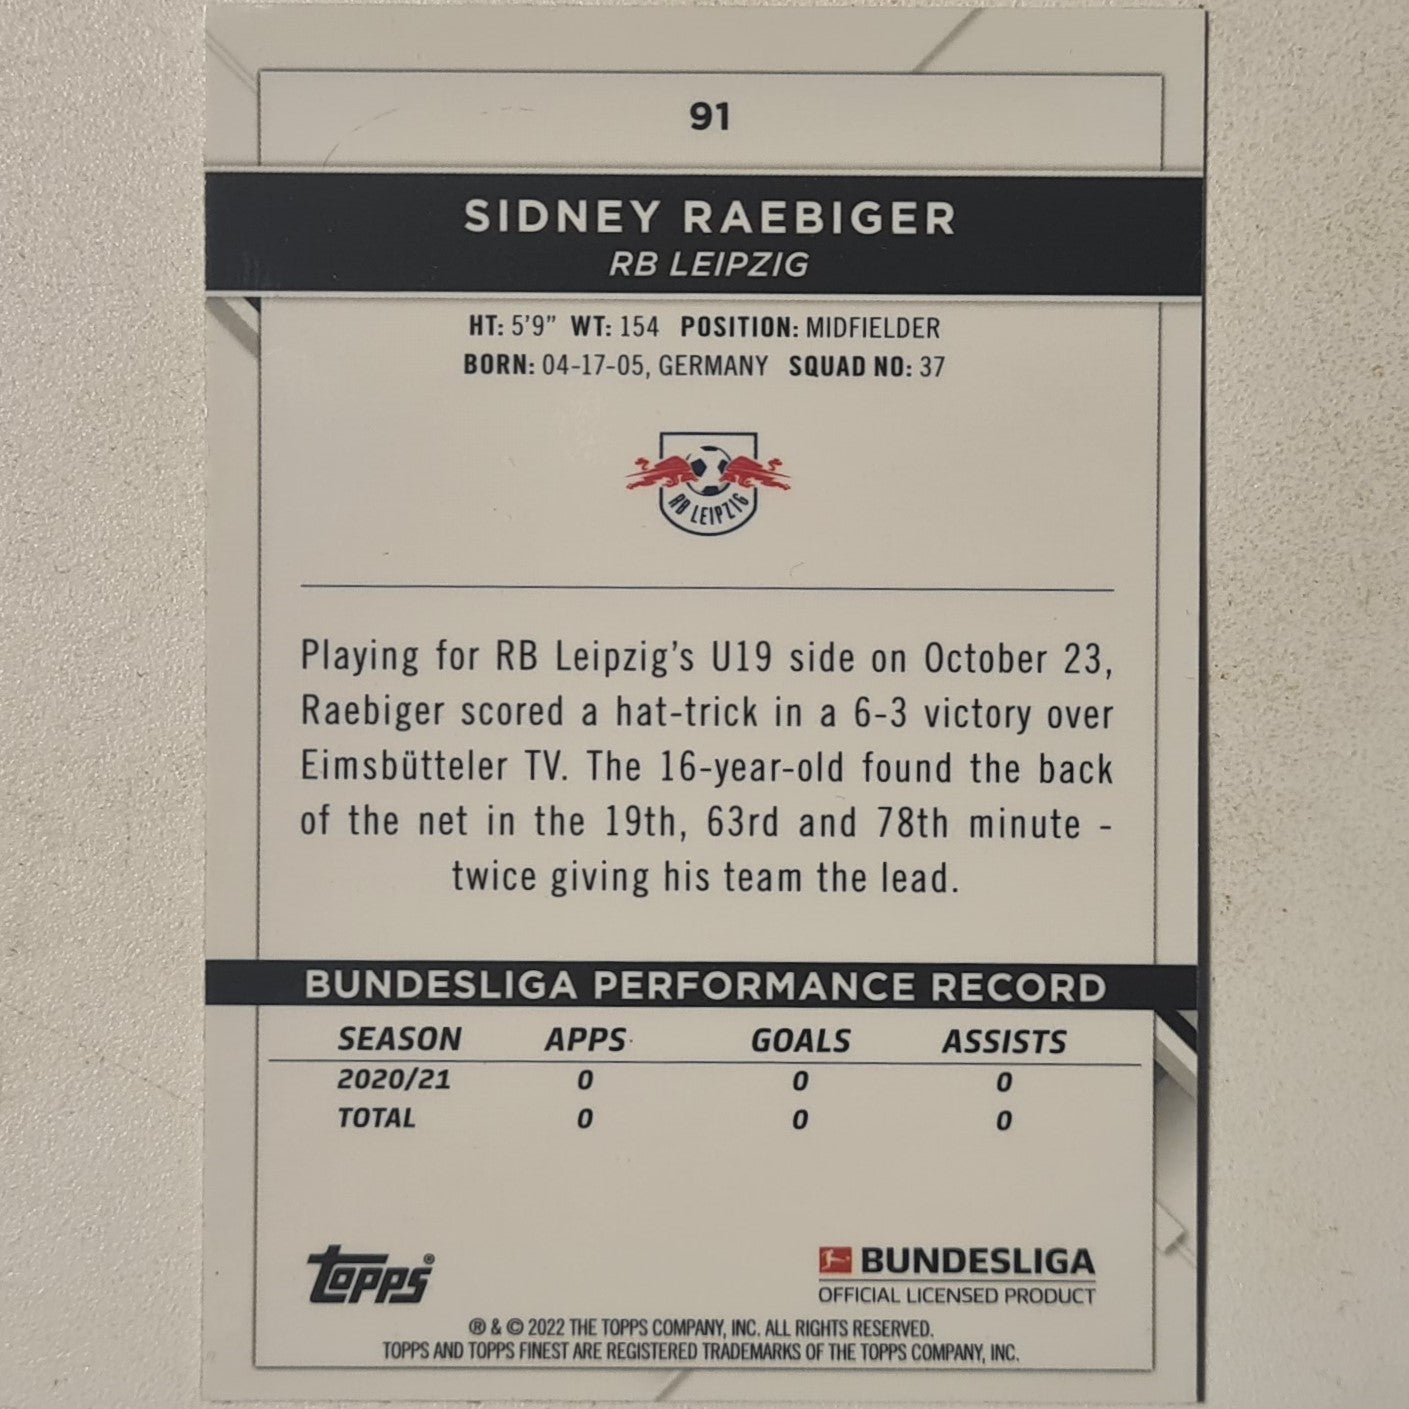 91
SIDNEY RAEBIGER
RB LEIPZIG
HT: 5'9" WT: 154 POSITION: MIDFIELDER
BORN: 04-17-05, GERMANY SQUAD NO: 37
RB LEIPZIG
Playing for RB Leipzig's U19 side on October 23,
Raebiger scored a hat-trick in a 6-3 victory over
Eimsbütteler TV. The 16-year-old found the back
of the net in the 19th, 63rd and 78th minute -
twice giving his team the lead.
BUNDESLIGA PERFORMANCE RECORD
SEASON APPS GOALS ASSISTS
2020/21 0 0 0
TOTAL 0 0 0
Topps®
BUNDESLIGA
OFFICIAL LICENSED PRODUCT
® & © 2022 THE TOPPS COMPANY, INC. ALL RIGHTS RESERVED.
TOPPS AND TOPPS FINEST ARE REGISTERED TRADEMARKS OF THE TOPPS COMPANY, INC.